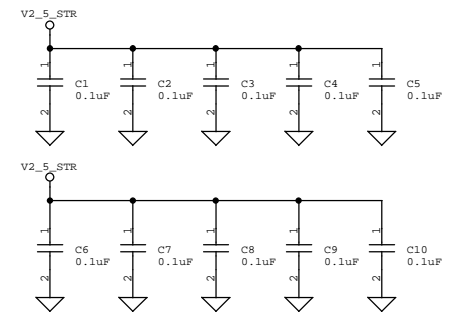 V2_5_STR
1 1 1 1 1
C1 C2 C3 C4 C5
0.1uF 0.1uF 0.1uF 0.1uF 0.1uF
2 2 2 2 2
V2_5_STR
1 1 1 1 1
C6 C7 C8 C9 C10
0.1uF 0.1uF 0.1uF 0.1uF 0.1uF
2 2 2 2 2